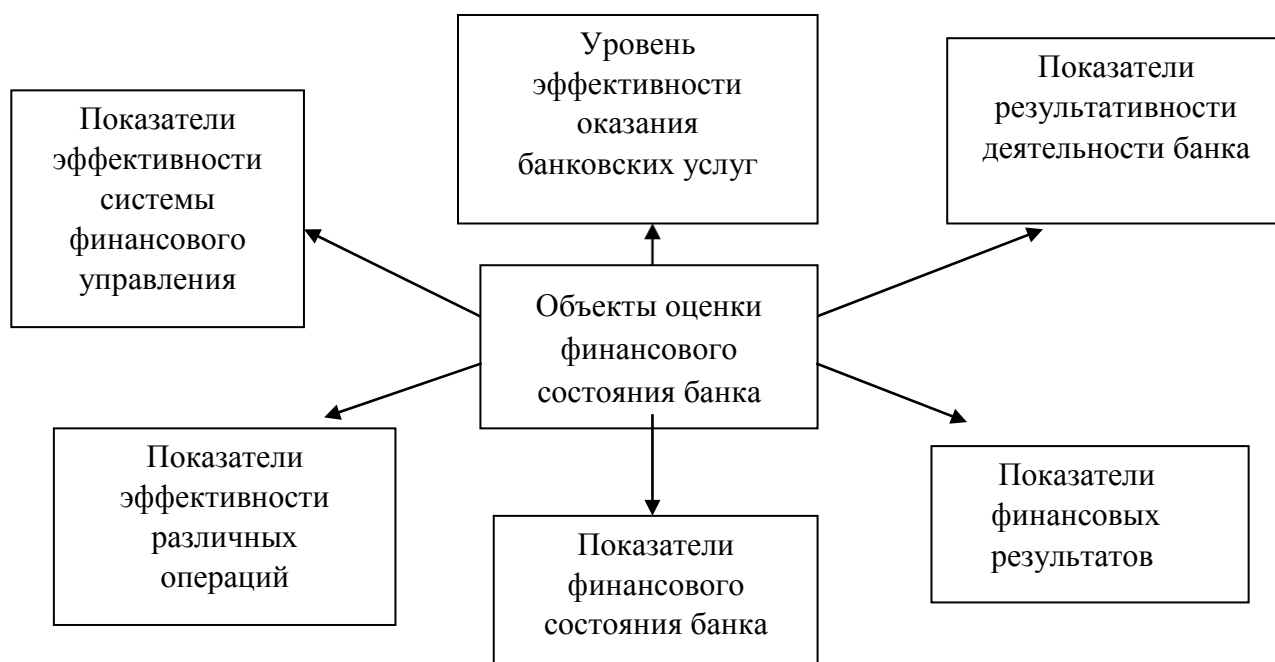 Уровень
эффективности
оказания
банковских услуг
Показатели
результативности
деятельности банка
Показатели
эффективности
системы
финансового
управления
Объекты оценки
финансового
состояния банка
Показатели
эффективности
различных
операций
Показатели
финансового
состояния банка
Показатели
финансовых
результатов